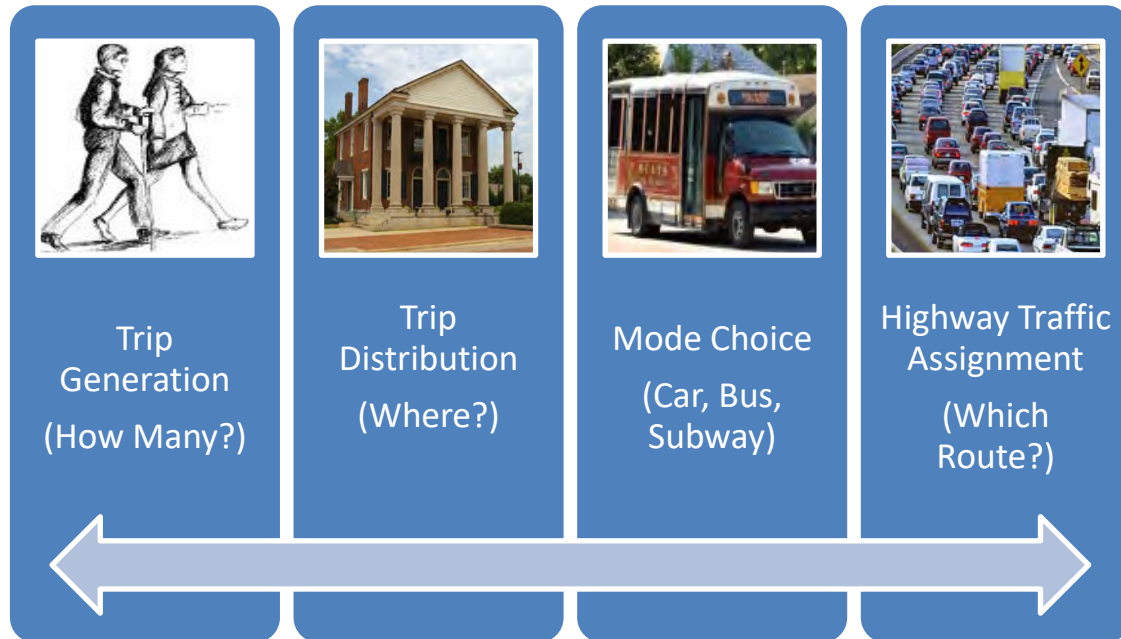 Trip
Generation
(How Many?)
Trip
Distribution
(Where?)
Mode Choice
(Car, Bus,
Subway)
Highway Traffic
Assignment
(Which
Route?)